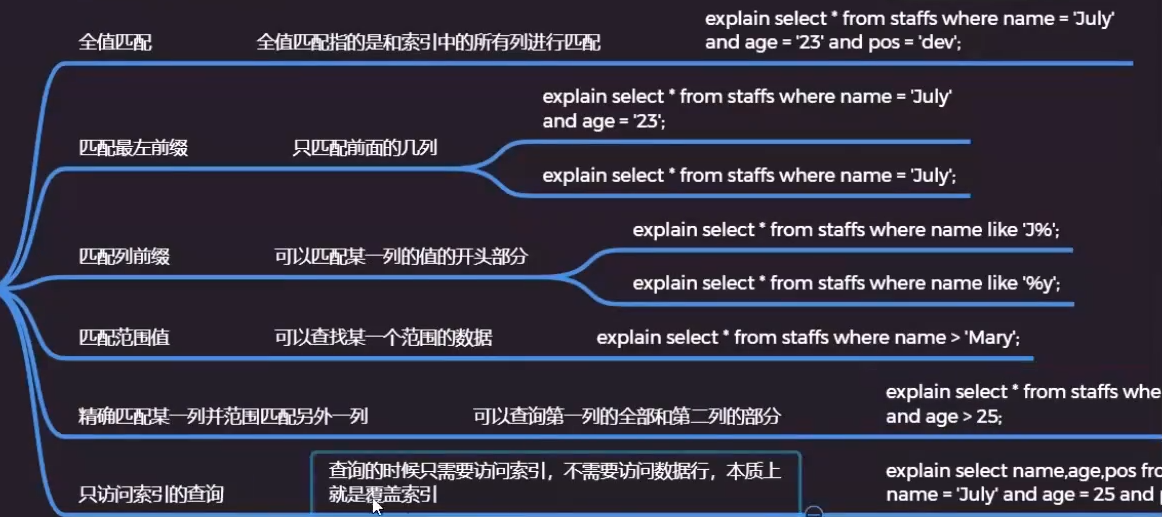 全值匹配
全值匹配指的是和索引中的所有列进行匹配
explain select * from staffs where name = 'July'
and age = '23' and pos = 'dev';
匹配最左前缀
只匹配前面的几列
explain select * from staffs where name = 'July'
and age = '23';
explain select * from staffs where name = 'July';
匹配列前缀
可以匹配某一列的值的开头部分
explain select * from staffs where name like 'J%';
explain select * from staffs where name like '%y';
匹配范围值
可以查找某一个范围的数据
explain select * from staffs where name > 'Mary';
精确匹配某一列并范围匹配另外一列
可以查询第一列的全部和第二列的部分
explain select * from staffs whe
and age > 25;
只访问索引的查询
查询的时候只需要访问索引，不需要访问数据行，本质上
就是覆盖索引
explain select name,age,pos fro
name = 'July' and age = 25 and